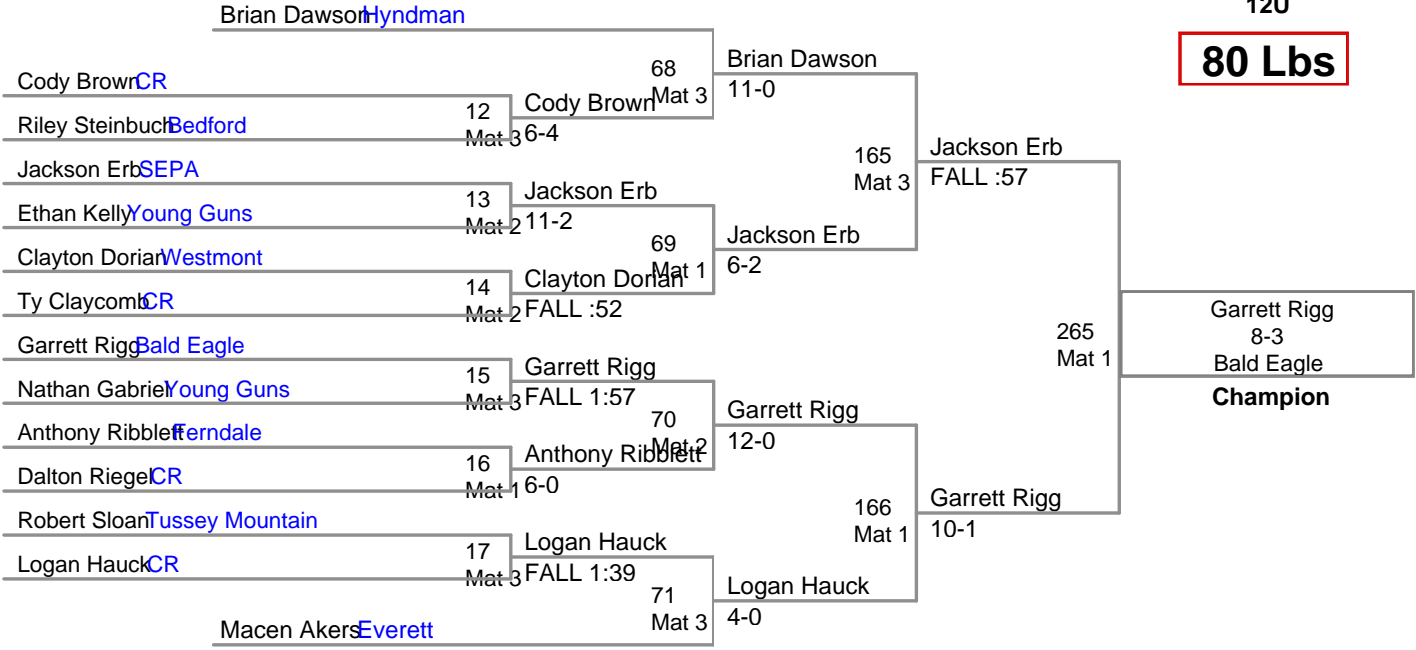 12U
80 Lbs
Brian Dawson Hyndman
Cody Brown CR
Riley Steinbuch Bedford
Jackson Erb SEPA
Ethan Kelly Young Guns
Clayton Dorian Westmont
Ty Claycomb CR
Garrett Rigg Bald Eagle
Nathan Gabriel Young Guns
Anthony Ribblett Ferndale
Dalton Riegel CR
Robert Sloan Tussey Mountain
Logan Hauck CR
Macen Akers Everett
12
Mat 3
Cody Brown
6-4
13
Mat 2
Jackson Erb
11-2
14
Mat 2
Clayton Dorian
FALL :52
15
Mat 3
Garrett Rigg
FALL 1:57
16
Mat 1
Anthony Ribblett
6-0
17
Mat 3
Logan Hauck
FALL 1:39
68
Mat 3
Brian Dawson
11-0
69
Mat 1
Jackson Erb
6-2
70
Mat 2
Garrett Rigg
12-0
71
Mat 3
Logan Hauck
4-0
165
Mat 3
Jackson Erb
FALL :57
166
Mat 1
Garrett Rigg
10-1
265
Mat 1
Garrett Rigg
8-3
Bald Eagle
Champion